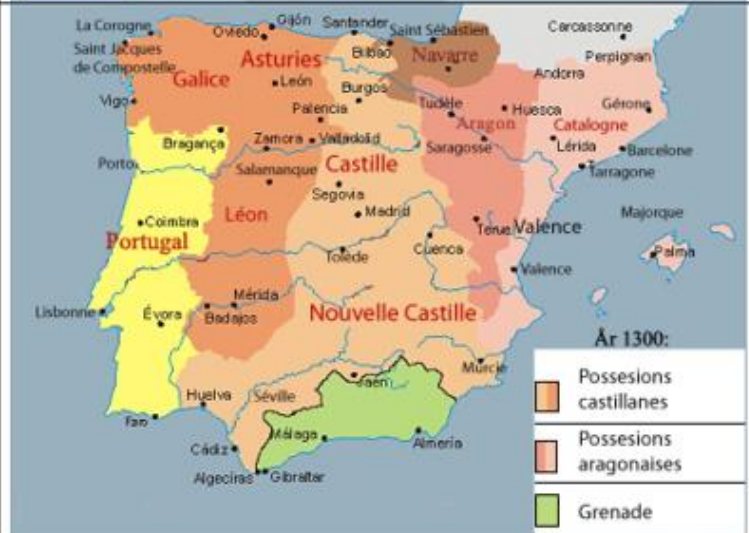 La Corogne
Gijón
Santander
Oviedo
Saint Sébastien
Carcassonne
Saint Jacques
de Compostelle
Asturies
Bilbao
Navarre
Perpignan
Galice
León
Andorra
Burgos
Vigo
Palencia
Tudèle
Huesca
Gérone
Aragon
Catalogne
Bragança
Zamora
Valladolid
Saragosse
Lérida
Barcelone
Porto
Salamanque
Castille
Tarragone
Segovia
Léon
Madrid
Majorque
Coimbra
Teruel
Valence
Portugal
Cuenca
Palma
Tolède
Valence
Mérida
Lisbonne
Évora
Badajos
Nouvelle Castille
År 1300:
Murcie
Possesions
castillanes
Jaén
Huelva
Séville
Faro
Málaga
Almería
Possesions
aragonaises
Cádiz
Algeciras
Gibraltar
Grenade